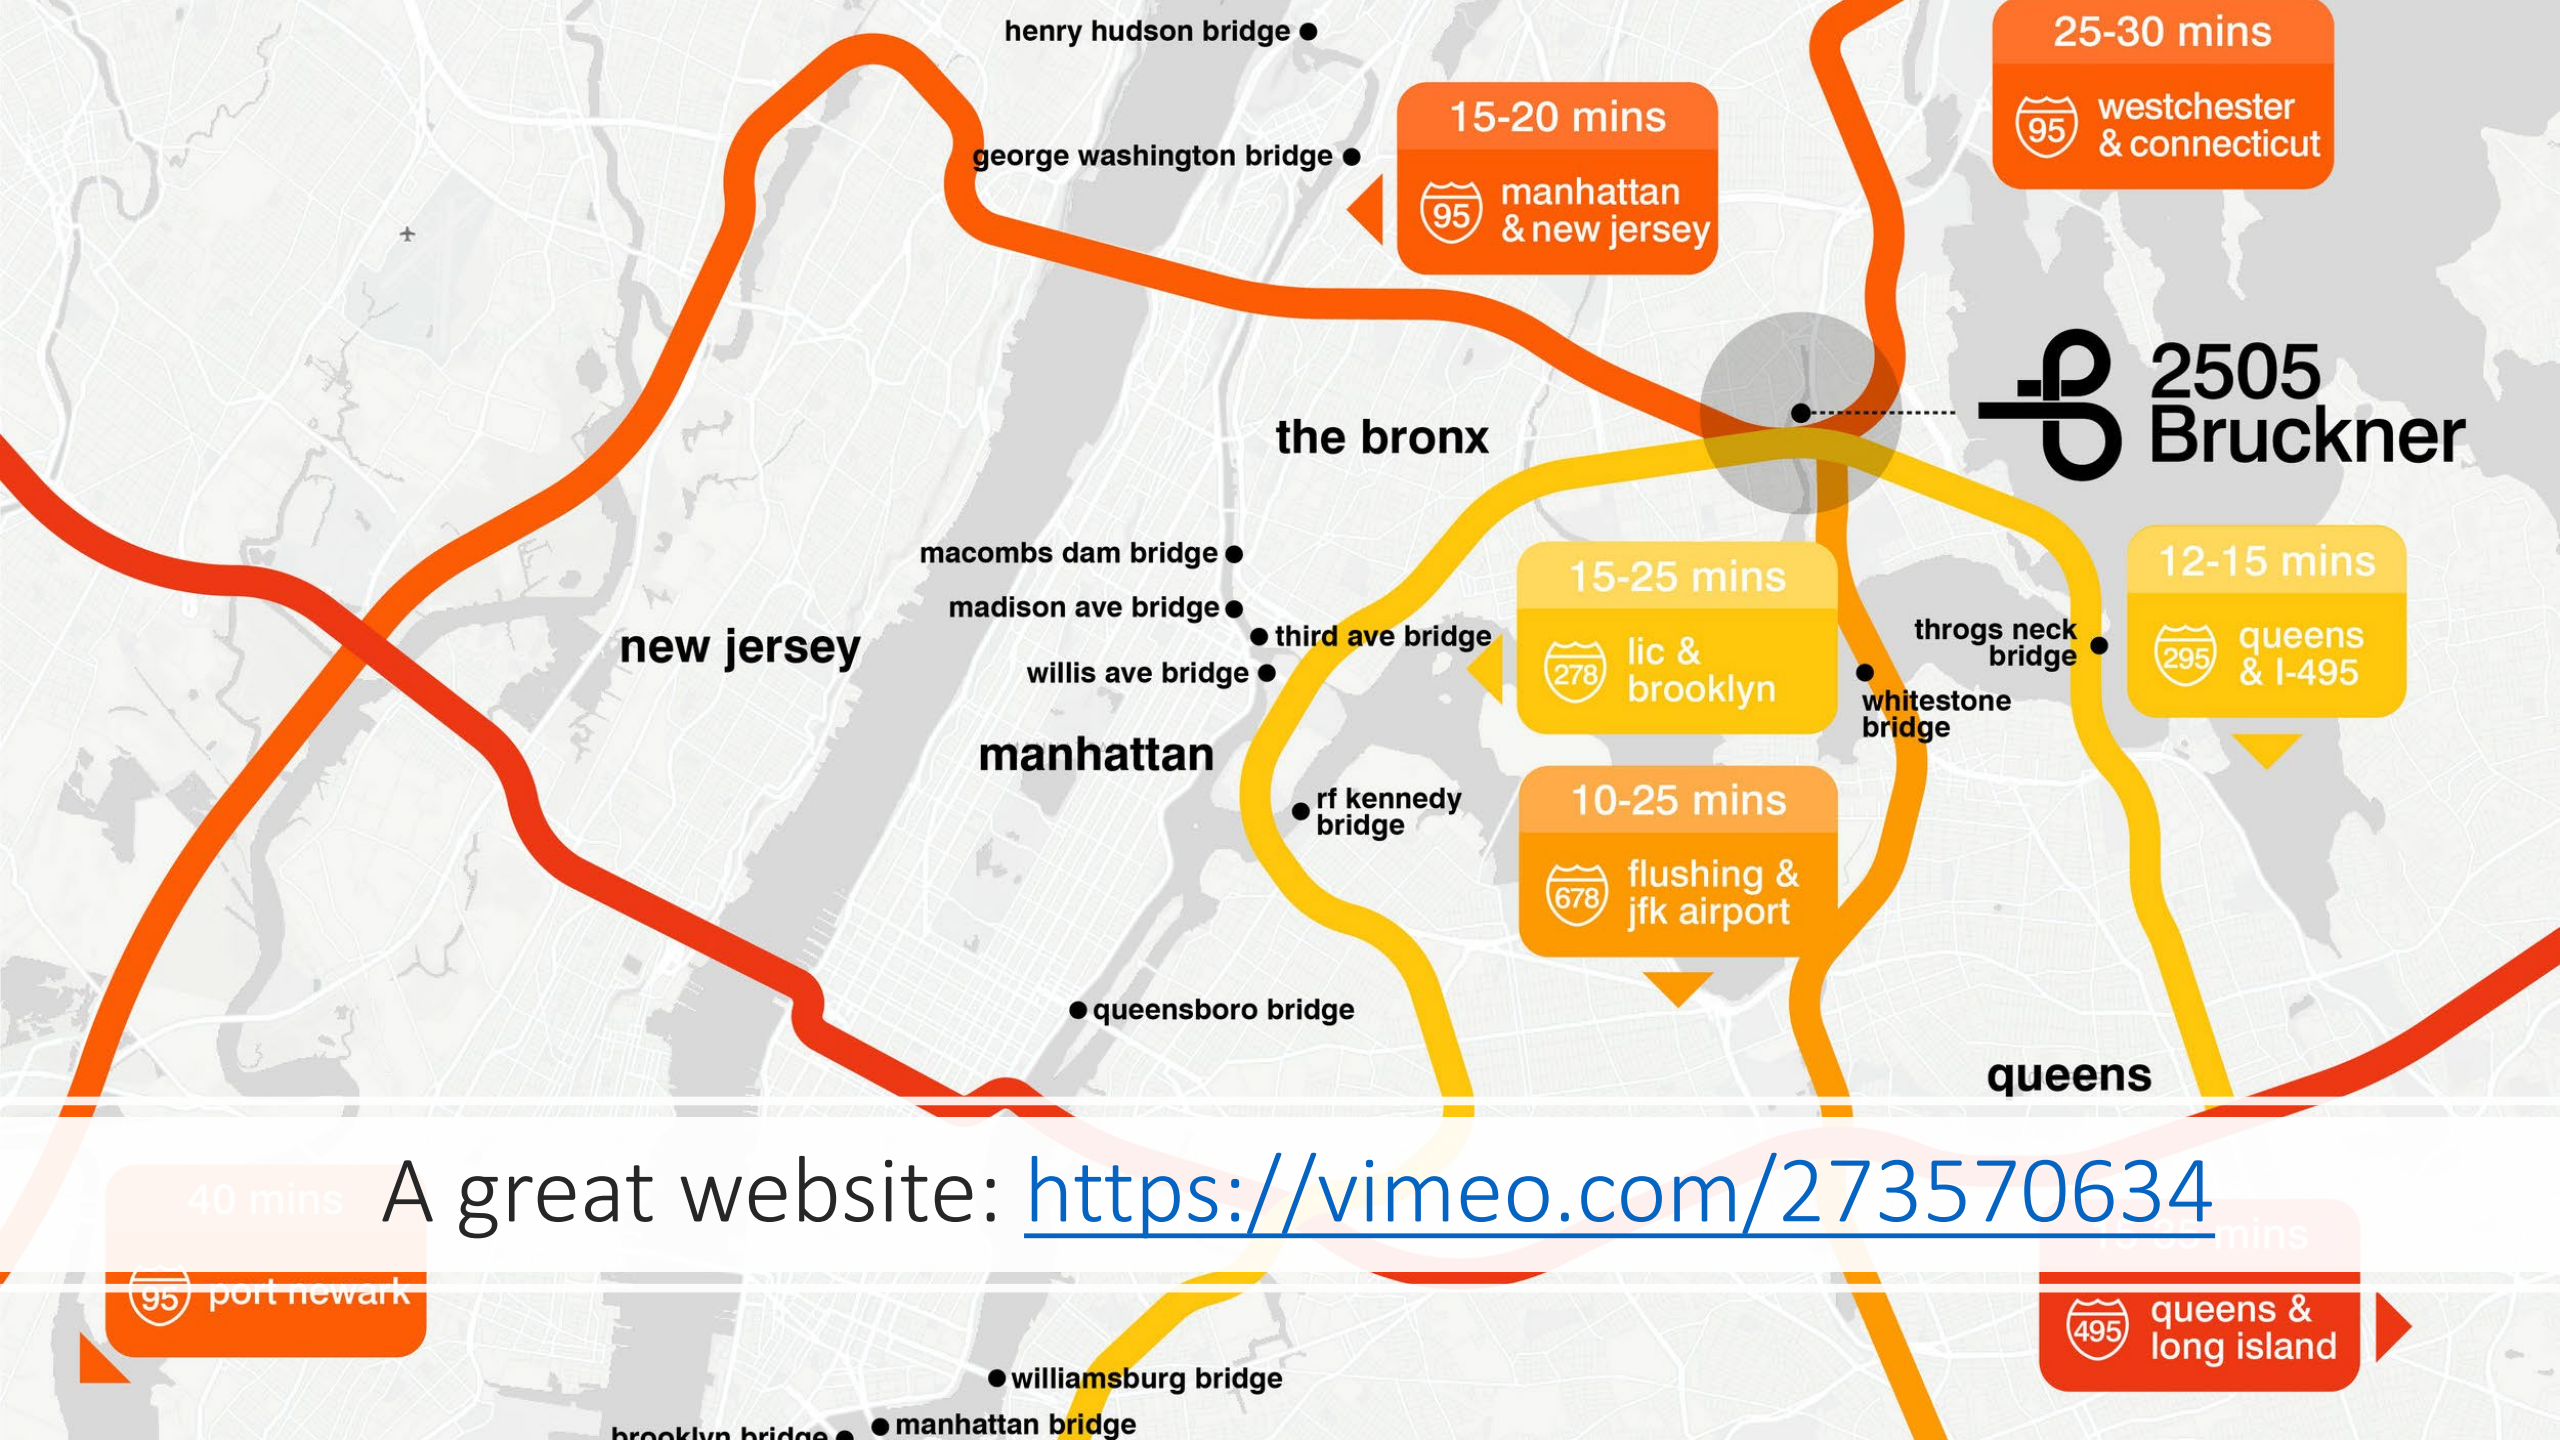 henry hudson bridge
25-30 mins
95
westchester
& connecticut
15-20 mins
95
manhattan
& new jersey
george washington bridge
2505
Bruckner
the bronx
macombs dam bridge
madison ave bridge
third ave bridge
willis ave bridge
new jersey
manhattan
15-25 mins
278
lic &
brooklyn
throgs neck
bridge
12-15 mins
295
queens
& I-495
whitestone
bridge
rf kennedy
bridge
10-25 mins
678
flushing &
jfk airport
queensboro bridge
queens
A great website: https://vimeo.com/273570634
40 mins
95
port newark
mins
495
queens &
long island
williamsburg bridge
manhattan bridge
brooklyn bridge